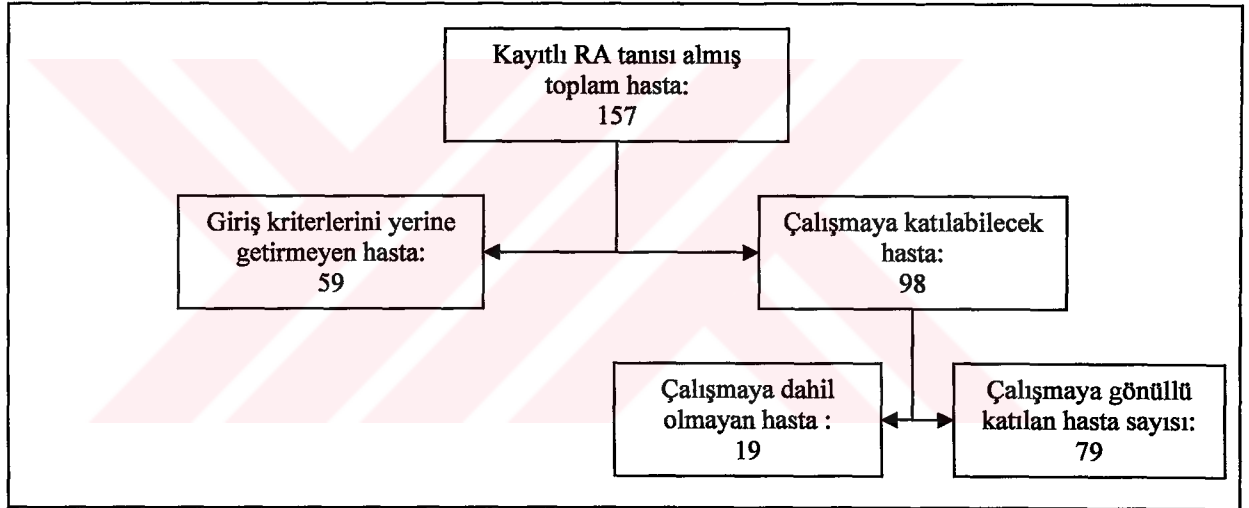 Kayıtlı RA tanısı almış
toplam hasta:
157
Giriş kriterlerini yerine
getirmeyen hasta:
59
Çalışmaya katılabilecek
hasta:
98
Çalışmaya dahil
olmayan hasta :
19
Çalışmaya gönüllü
katılan hasta sayısı:
79